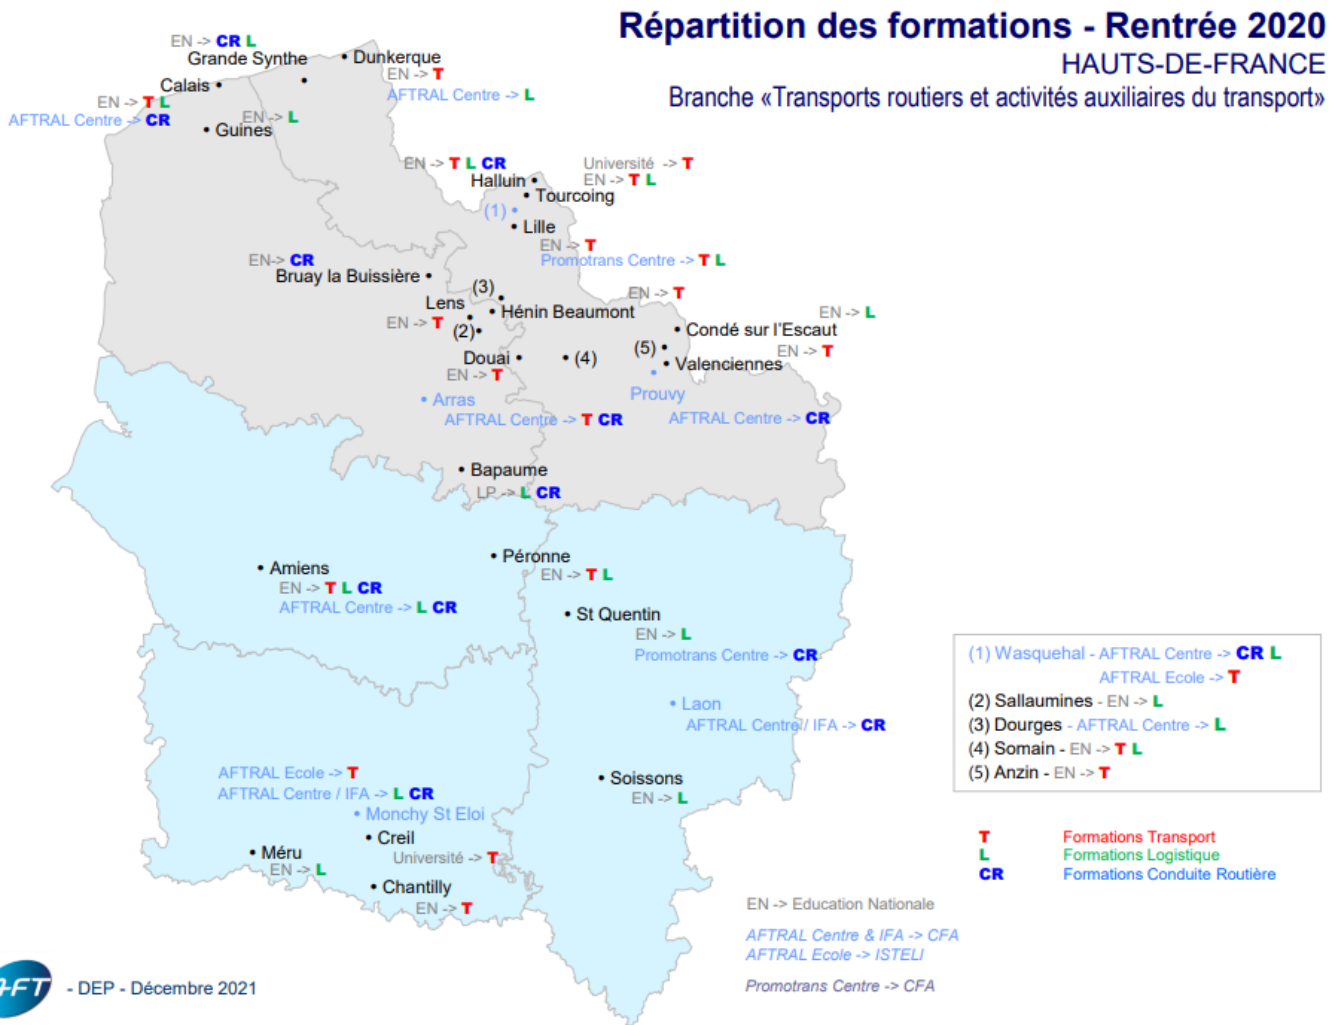 Répartition des formations - Rentrée 2020
HAUTS-DE-FRANCE
Branche «Transports routiers et activités auxiliaires du transport»
EN -> CR L
Grande Synthe
• Dunkerque
EN -> T
AFTRAL Centre -> L
Calais •
EN -> T L
AFTRAL Centre -> CR
EN -> L
• Guines
EN -> T L CR
Halluin •
Université -> T
EN -> T L
• Tourcoing
(1) •
• Lille
EN -> T
Promotrans Centre -> T L
EN-> CR
Bruay la Buissière •
(3)
EN -> T
Lens
• Hénin Beaumont
EN -> L
EN -> T
(2) •
• Condé sur l'Escaut
(5) •
EN -> T
Douai •
• (4)
• Valenciennes
EN -> T
Prouvy
• Arras
AFTRAL Centre -> T CR
AFTRAL Centre -> CR
• Bapaume
LP -> L CR
• Péronne
EN -> T L
• Amiens
EN -> T L CR
AFTRAL Centre -> L CR
• St Quentin
EN -> L
Promotrans Centre -> CR
• Laon
AFTRAL Centre / IFA -> CR
AFTRAL Ecole -> T
AFTRAL Centre / IFA -> L CR
• Monchy St Eloi
• Soissons
EN -> L
• Creil
Université -> T
• Méru
EN -> L
• Chantilly
EN -> T
(1) Wasquehal - AFTRAL Centre -> CR L
AFTRAL Ecole -> T
(2) Sallaumines - EN -> L
(3) Dourges - AFTRAL Centre -> L
(4) Somain - EN -> T L
(5) Anzin - EN -> T
T Formations Transport
L Formations Logistique
CR Formations Conduite Routière
EN -> Education Nationale
AFTRAL Centre & IFA -> CFA
AFTRAL Ecole -> ISTELI
Promotrans Centre -> CFA
AFT - DEP - Décembre 2021